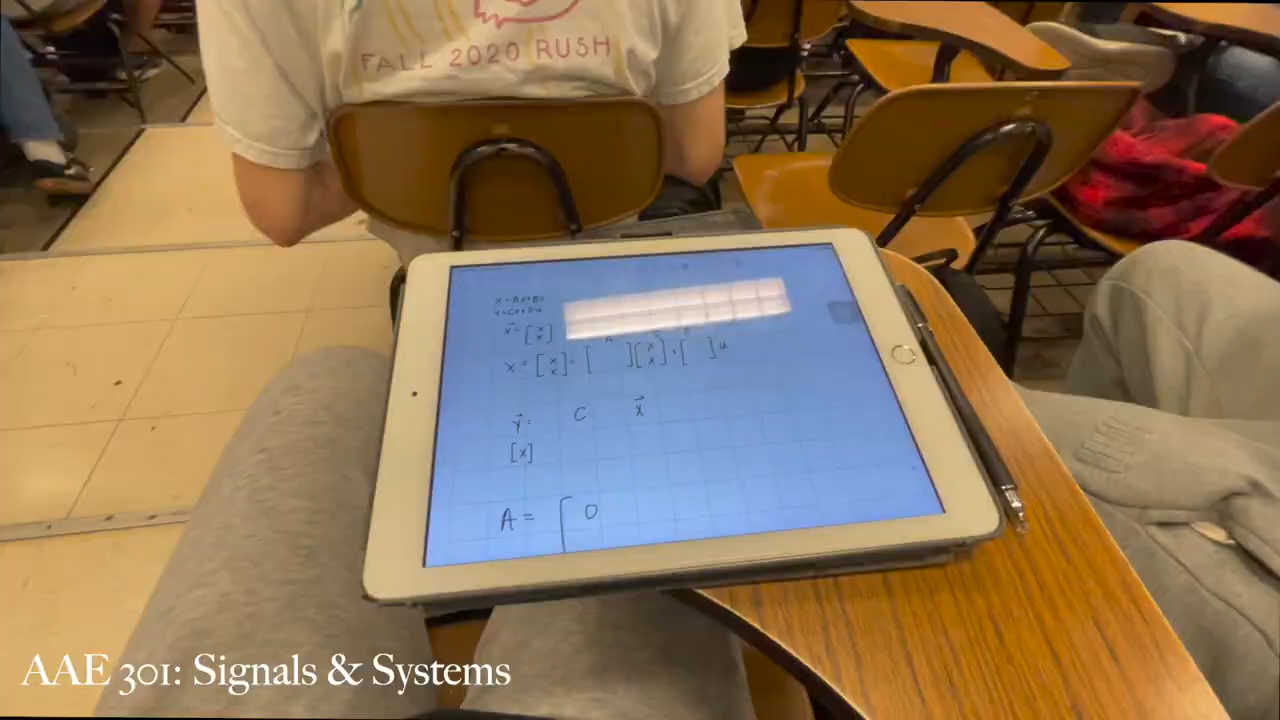 FALL 2020 RUSH
ẋ = Ax+Bu
y = Cx+Du
x⃗ = [x x]
ẋ = [x x] = [ ][x x] + [ ]u
A
y⃗ = C x⃗
[x]
A = [ 0
AAE 301: Signals & Systems